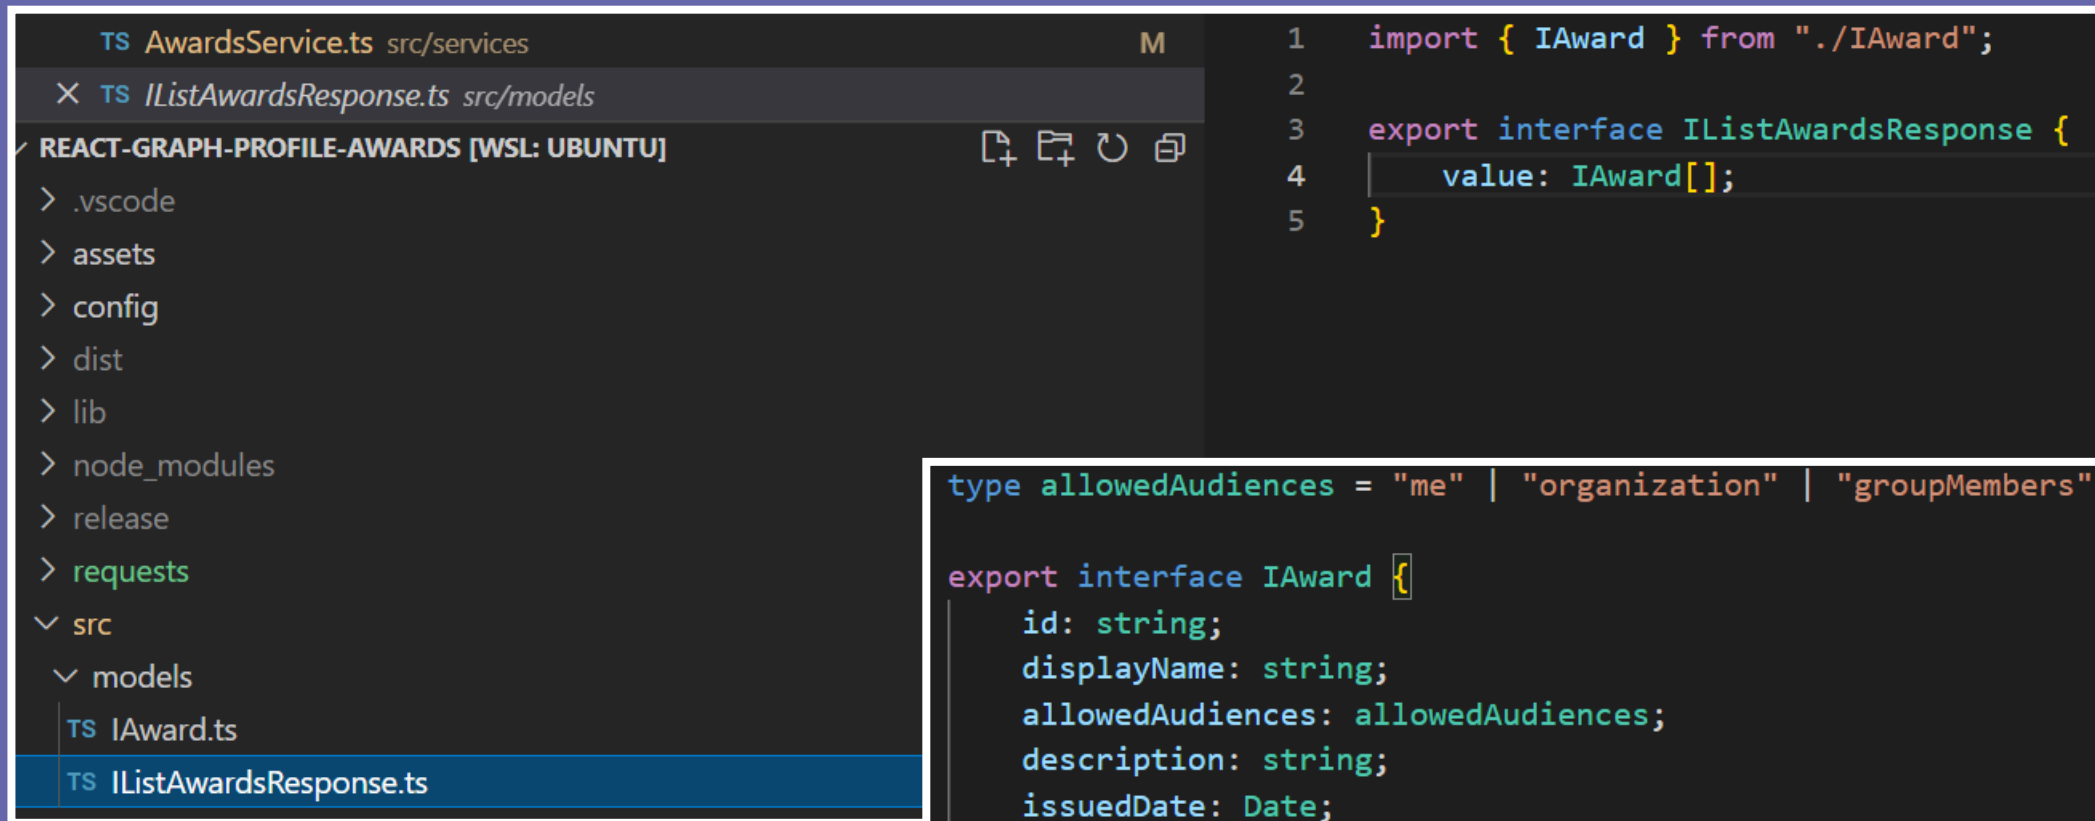 TS AwardsService.ts src/services M
TS IListAwardsResponse.ts src/models
REACT-GRAPH-PROFILE-AWARDS [WSL: UBUNTU]
.vscode
assets
config
dist
lib
node_modules
release
requests
src
models
TS IAward.ts
TS IListAwardsResponse.ts
1 import { IAward } from "./IAward";
2
3 export interface IListAwardsResponse {
4 value: IAward[];
5 }
type allowedAudiences = "me" | "organization" | "groupMembers"
export interface IAward {
id: string;
displayName: string;
allowedAudiences: allowedAudiences;
description: string;
issuedDate: Date;